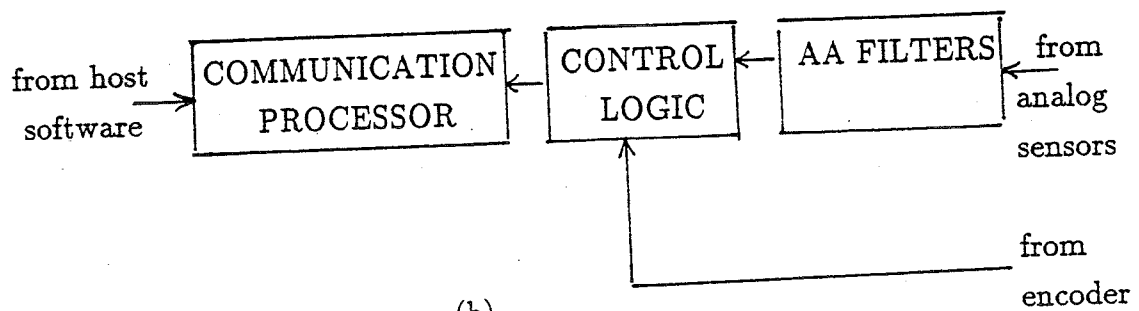 from host
software
COMMUNICATION
PROCESSOR
CONTROL
LOGIC
AA FILTERS
from
analog
sensors
from
encoder
(b)